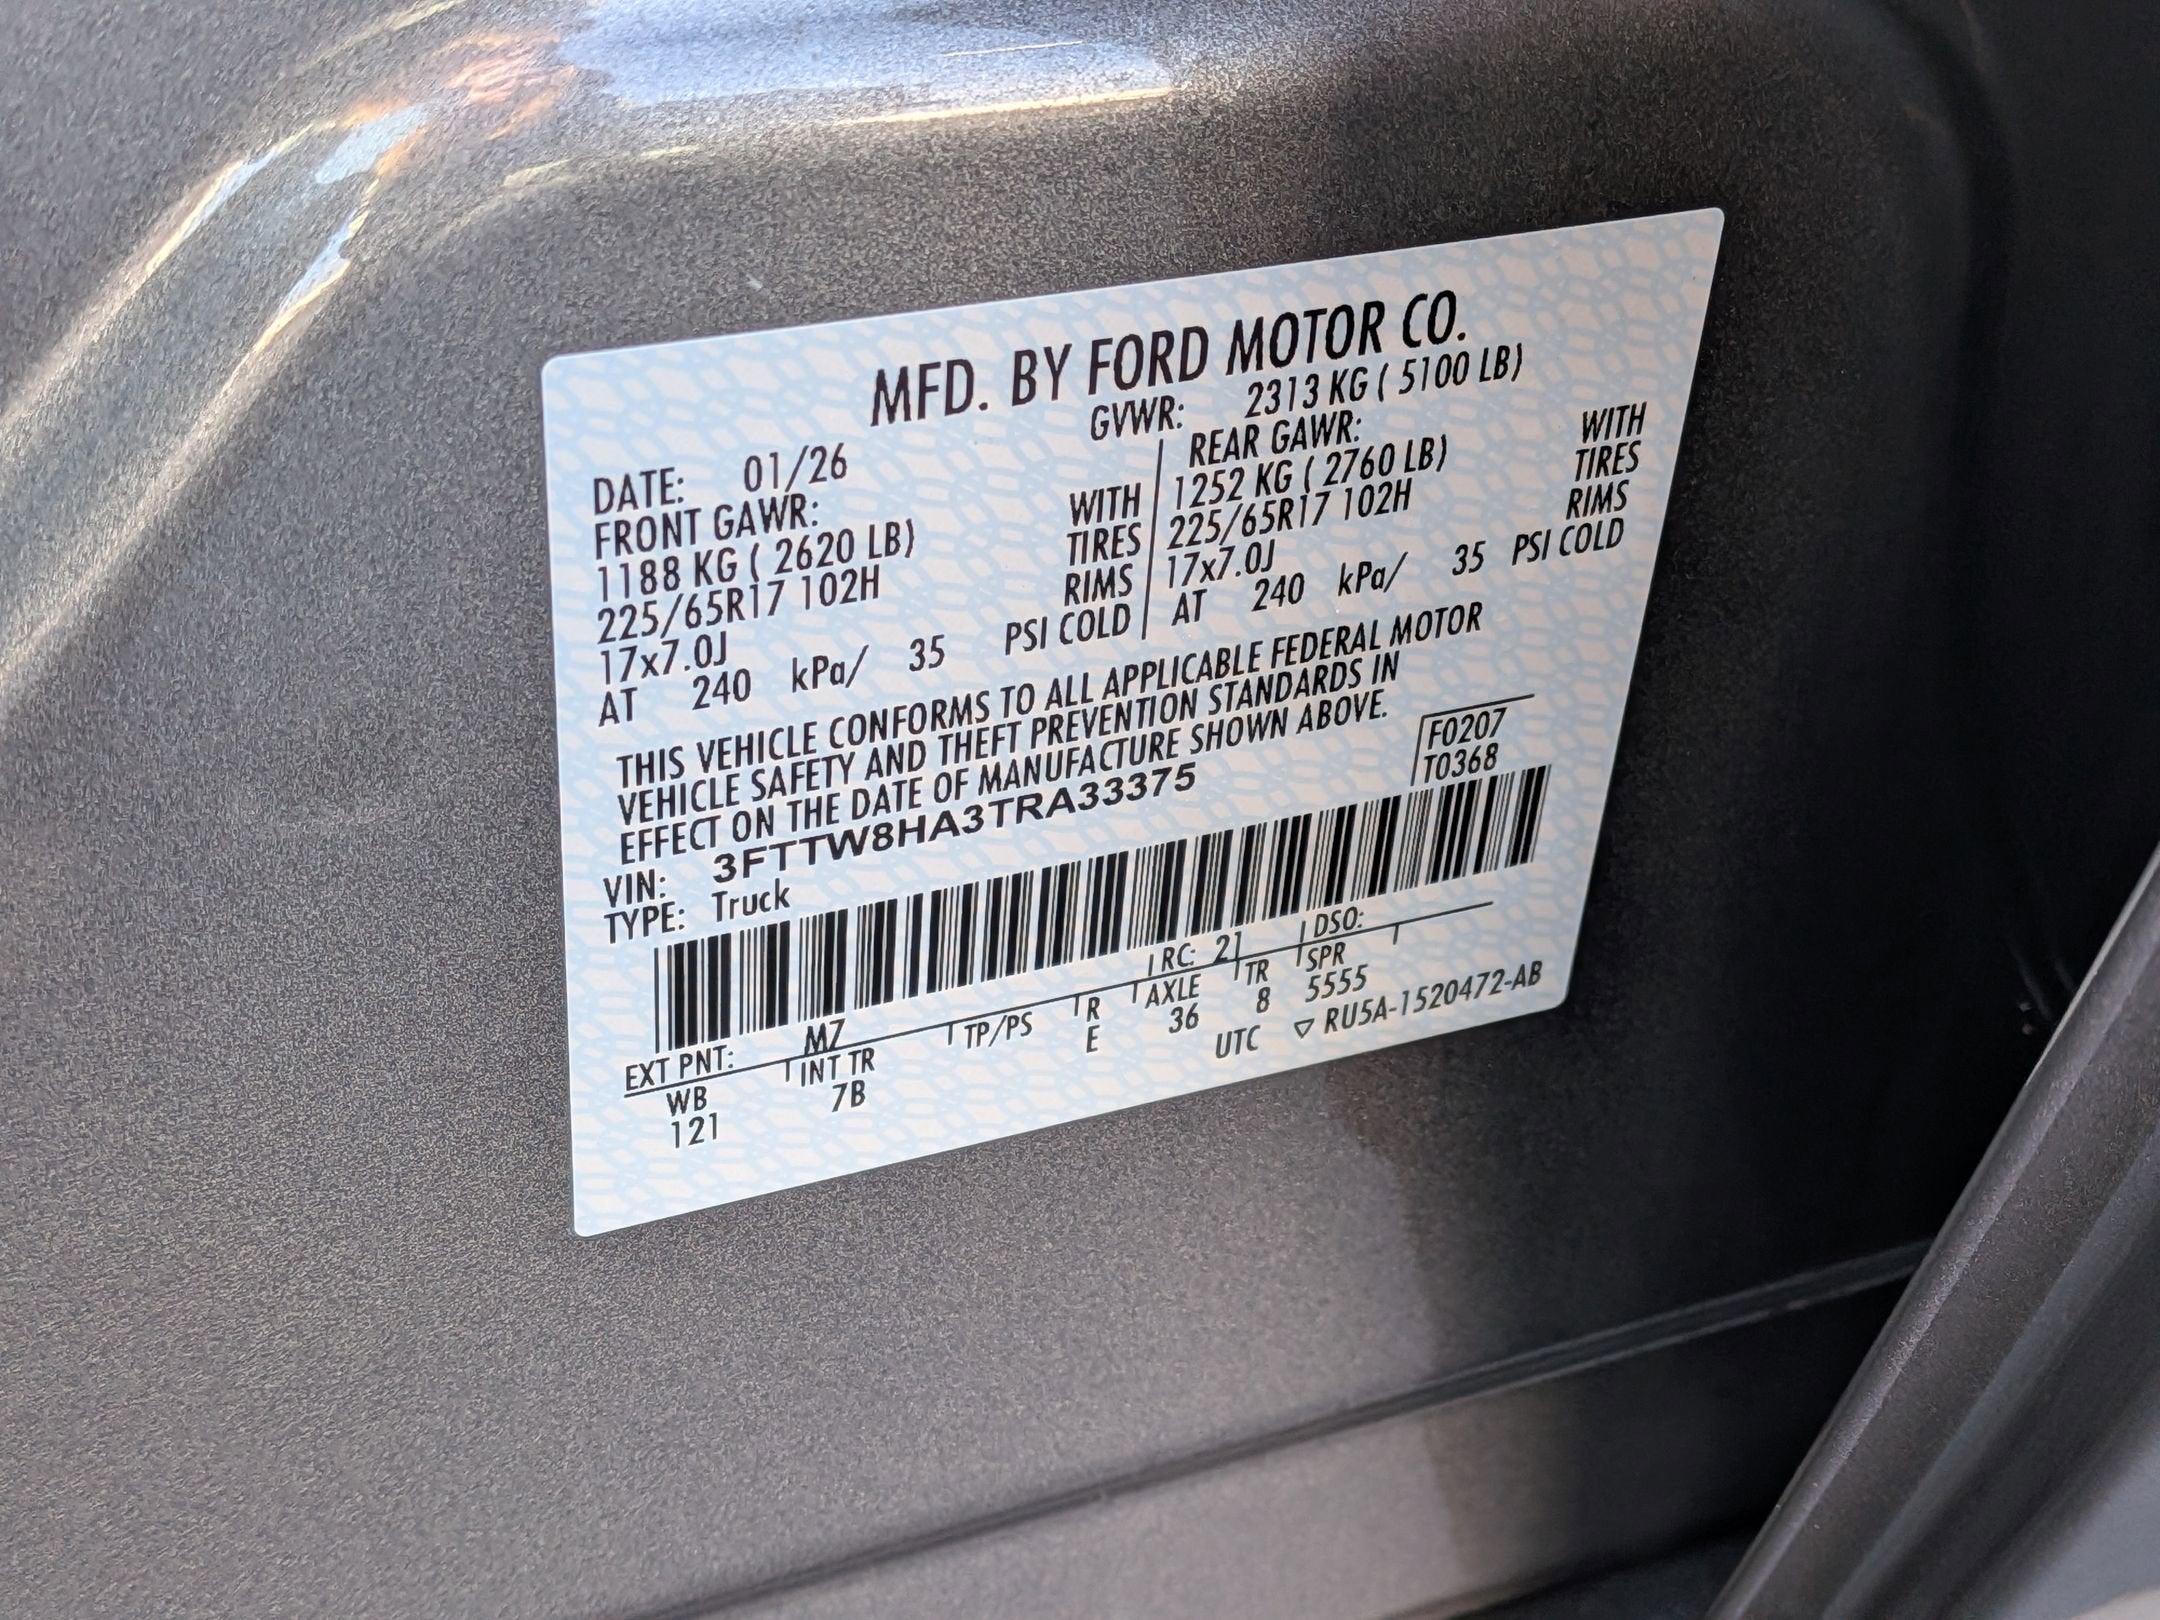 MFD. BY FORD MOTOR CO.
DATE: 01/26 GVWR: 2313 KG ( 5100 LB)
FRONT GAWR: REAR GAWR:
1188 KG ( 2620 LB) WITH 1252 KG ( 2760 LB) WITH
225/65R17 102H TIRES 225/65R17 102H TIRES
17x7.0J RIMS 17x7.0J RIMS
AT 240 kPa/ 35 PSI COLD AT 240 kPa/ 35 PSI COLD
THIS VEHICLE CONFORMS TO ALL APPLICABLE FEDERAL MOTOR
VEHICLE SAFETY AND THEFT PREVENTION STANDARDS IN
EFFECT ON THE DATE OF MANUFACTURE SHOWN ABOVE.
F0207
VIN: 3FTTW8HA3TRA33375 T0368
TYPE: Truck
EXT PNT: MZ RC: 21 DSO:
WB INT TR TP/PS R AXLE TR SPR
121 7B E 36 8 5555
UTC ▽ RU5A-1520472-AB